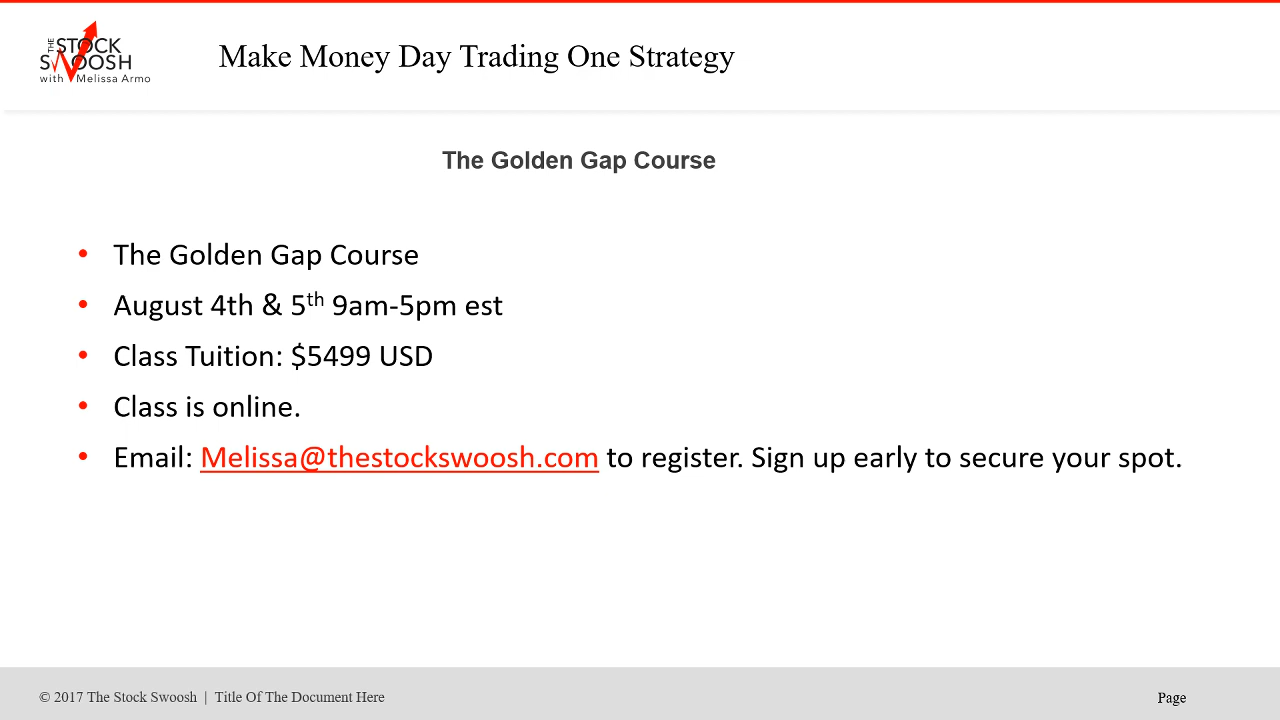 THE STOCK
SWOOSH
with Melissa Armo
Make Money Day Trading One Strategy
The Golden Gap Course
• The Golden Gap Course
• August 4th & 5th 9am-5pm est
• Class Tuition: $5499 USD
• Class is online.
• Email: Melissa@thestockswoosh.com to register. Sign up early to secure your spot.
© 2017 The Stock Swoosh | Title Of The Document Here
Page